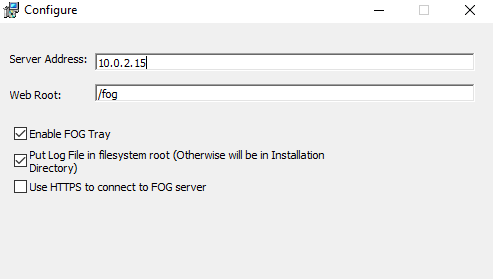 Configure
Server Address: 10.0.2.15
Web Root: /fog
Enable FOG Tray
Put Log File in filesystem root (Otherwise will be in Installation
Directory)
Use HTTPS to connect to FOG server